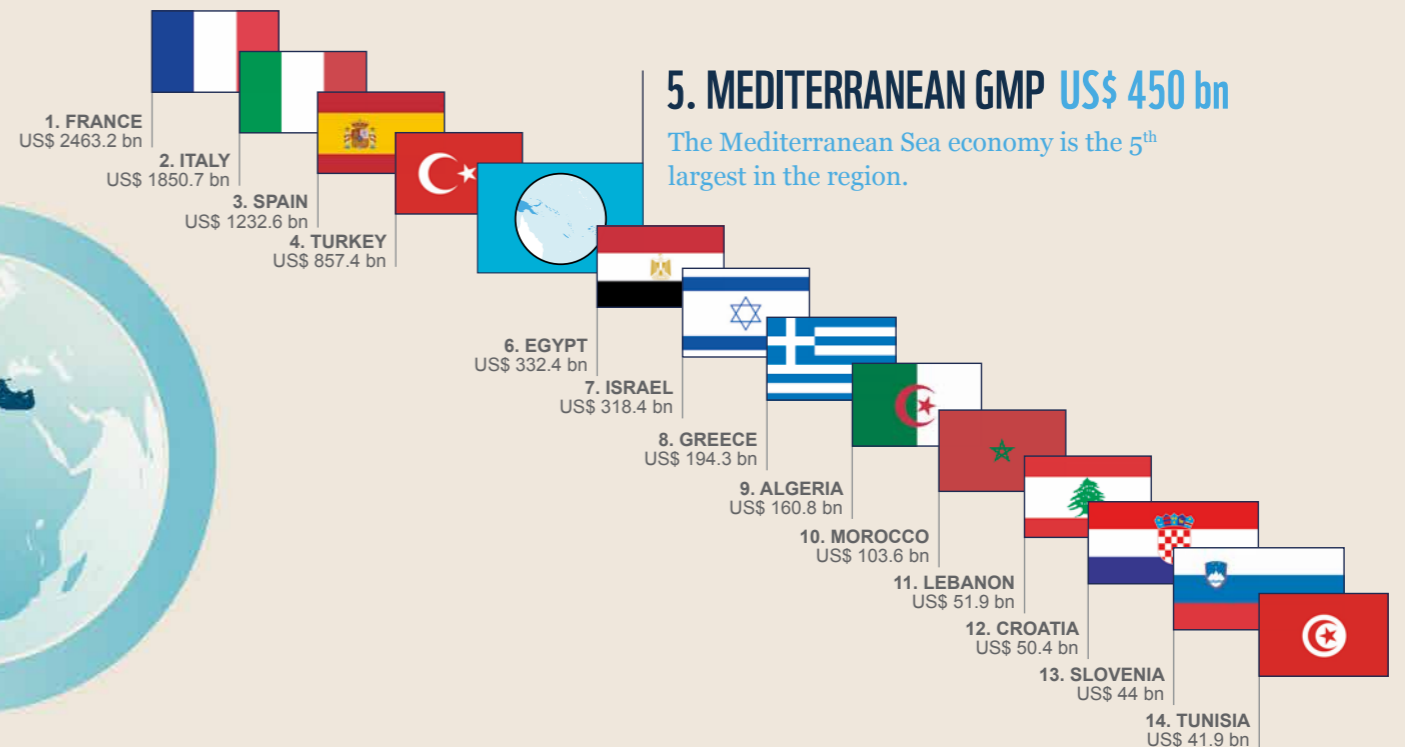 1. FRANCE
US$ 2463.2 bn
2. ITALY
US$ 1850.7 bn
3. SPAIN
US$ 1232.6 bn
4. TURKEY
US$ 857.4 bn
5. MEDITERRANEAN GMP US$ 450 bn
The Mediterranean Sea economy is the 5th
largest in the region.
6. EGYPT
US$ 332.4 bn
7. ISRAEL
US$ 318.4 bn
8. GREECE
US$ 194.3 bn
9. ALGERIA
US$ 160.8 bn
10. MOROCCO
US$ 103.6 bn
11. LEBANON
US$ 51.9 bn
12. CROATIA
US$ 50.4 bn
13. SLOVENIA
US$ 44 bn
14. TUNISIA
US$ 41.9 bn